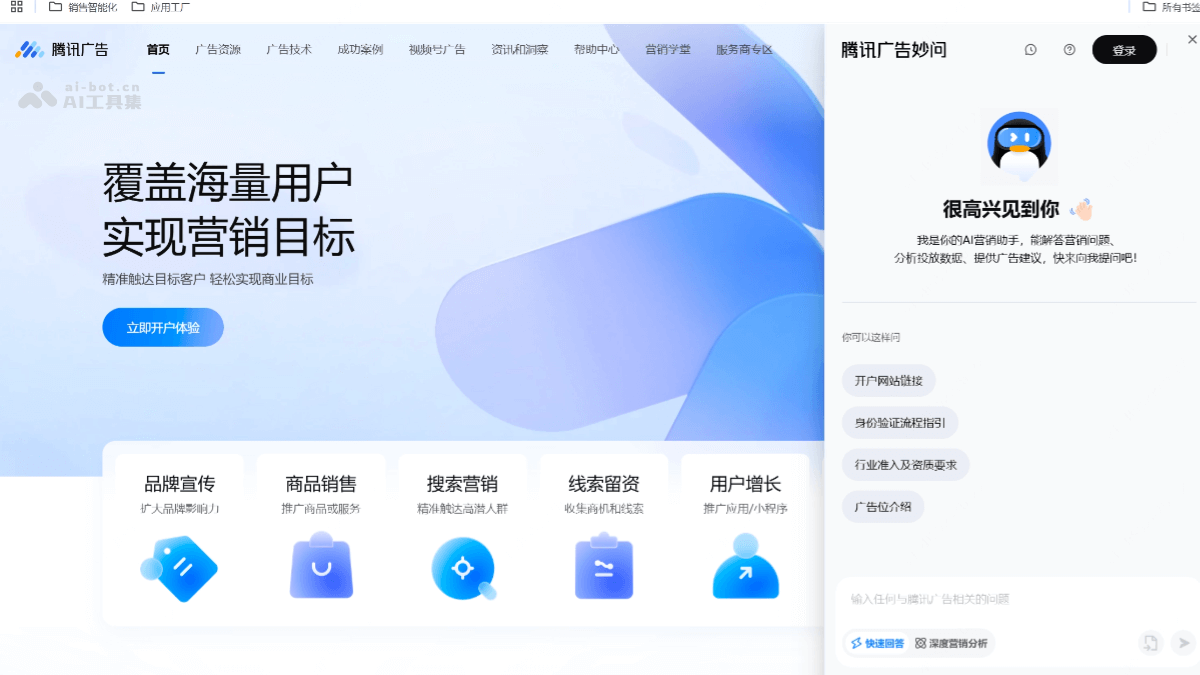 销售智能化 应用工厂 所有书签
腾讯广告 首页 广告资源 广告技术 成功案例 视频号广告 资讯和洞察 帮助中心 营销学堂 服务商专区
ai-bot.cn
AI工具集
覆盖海量用户
实现营销目标
精准触达目标客户 轻松实现商业目标
立即开户体验
品牌宣传 商品销售 搜索营销 线索留资 用户增长
扩大品牌影响力 推广商品或服务 精准触达高潜人群 收集商机和线索 推广应用/小程序
腾讯广告妙问
登录
很高兴见到你
我是你的AI营销助手，能解答营销问题、
分析投放数据、提供广告建议，快来向我提问吧！
你可以这样问
开户网站链接
身份验证流程指引
行业准入及资质要求
广告位介绍
输入任何与腾讯广告相关的问题
快速回答 深度营销分析